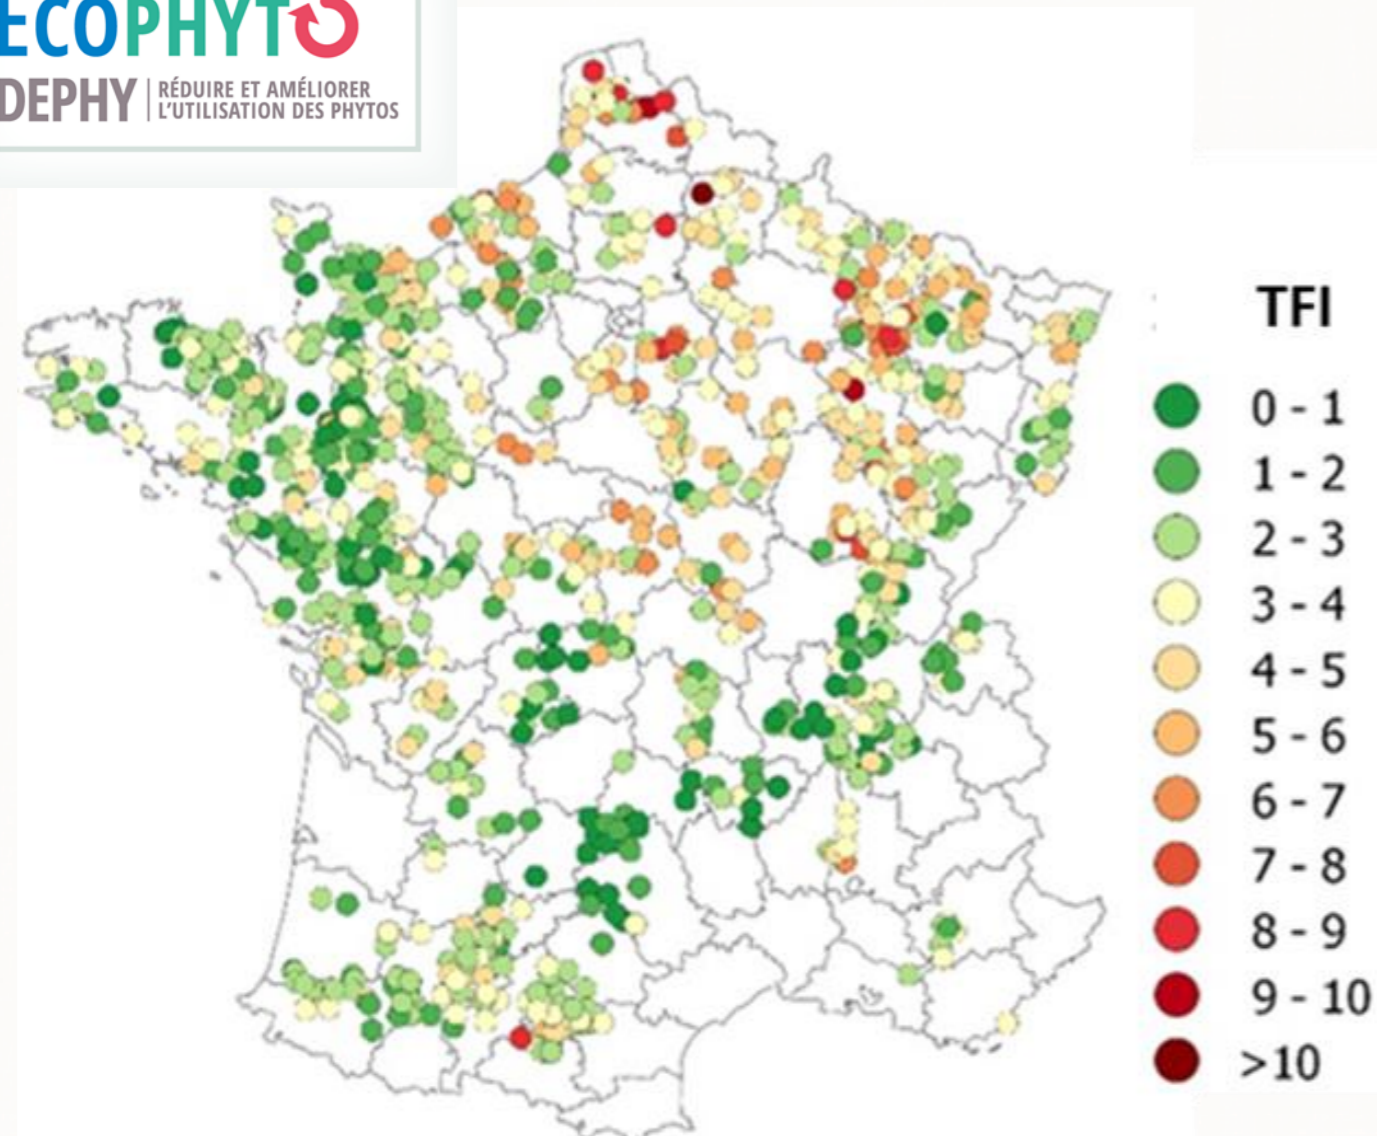 ECOPHYTO
DEPHY
RÉDUIRE ET AMÉLIORER
L'UTILISATION DES PHYTOS
TFI
0 - 1
1 - 2
2 - 3
3 - 4
4 - 5
5 - 6
6 - 7
7 - 8
8 - 9
9 - 10
>10